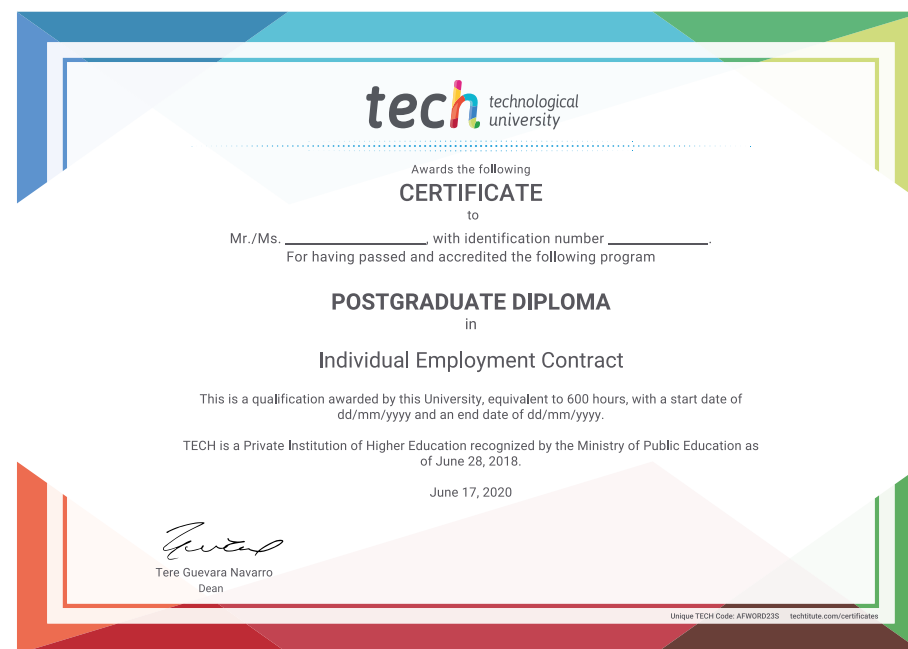 tech technological
university
Awards the following
CERTIFICATE
to
Mr./Ms. ____________________, with identification number ______________.
For having passed and accredited the following program
POSTGRADUATE DIPLOMA
in
Individual Employment Contract
This is a qualification awarded by this University, equivalent to 600 hours, with a start date of
dd/mm/yyyy and an end date of dd/mm/yyyy.
TECH is a Private Institution of Higher Education recognized by the Ministry of Public Education as
of June 28, 2018.
June 17, 2020
Tere Guevara Navarro
Dean
Unique TECH Code: AFWORD23S techtitute.com/certificates